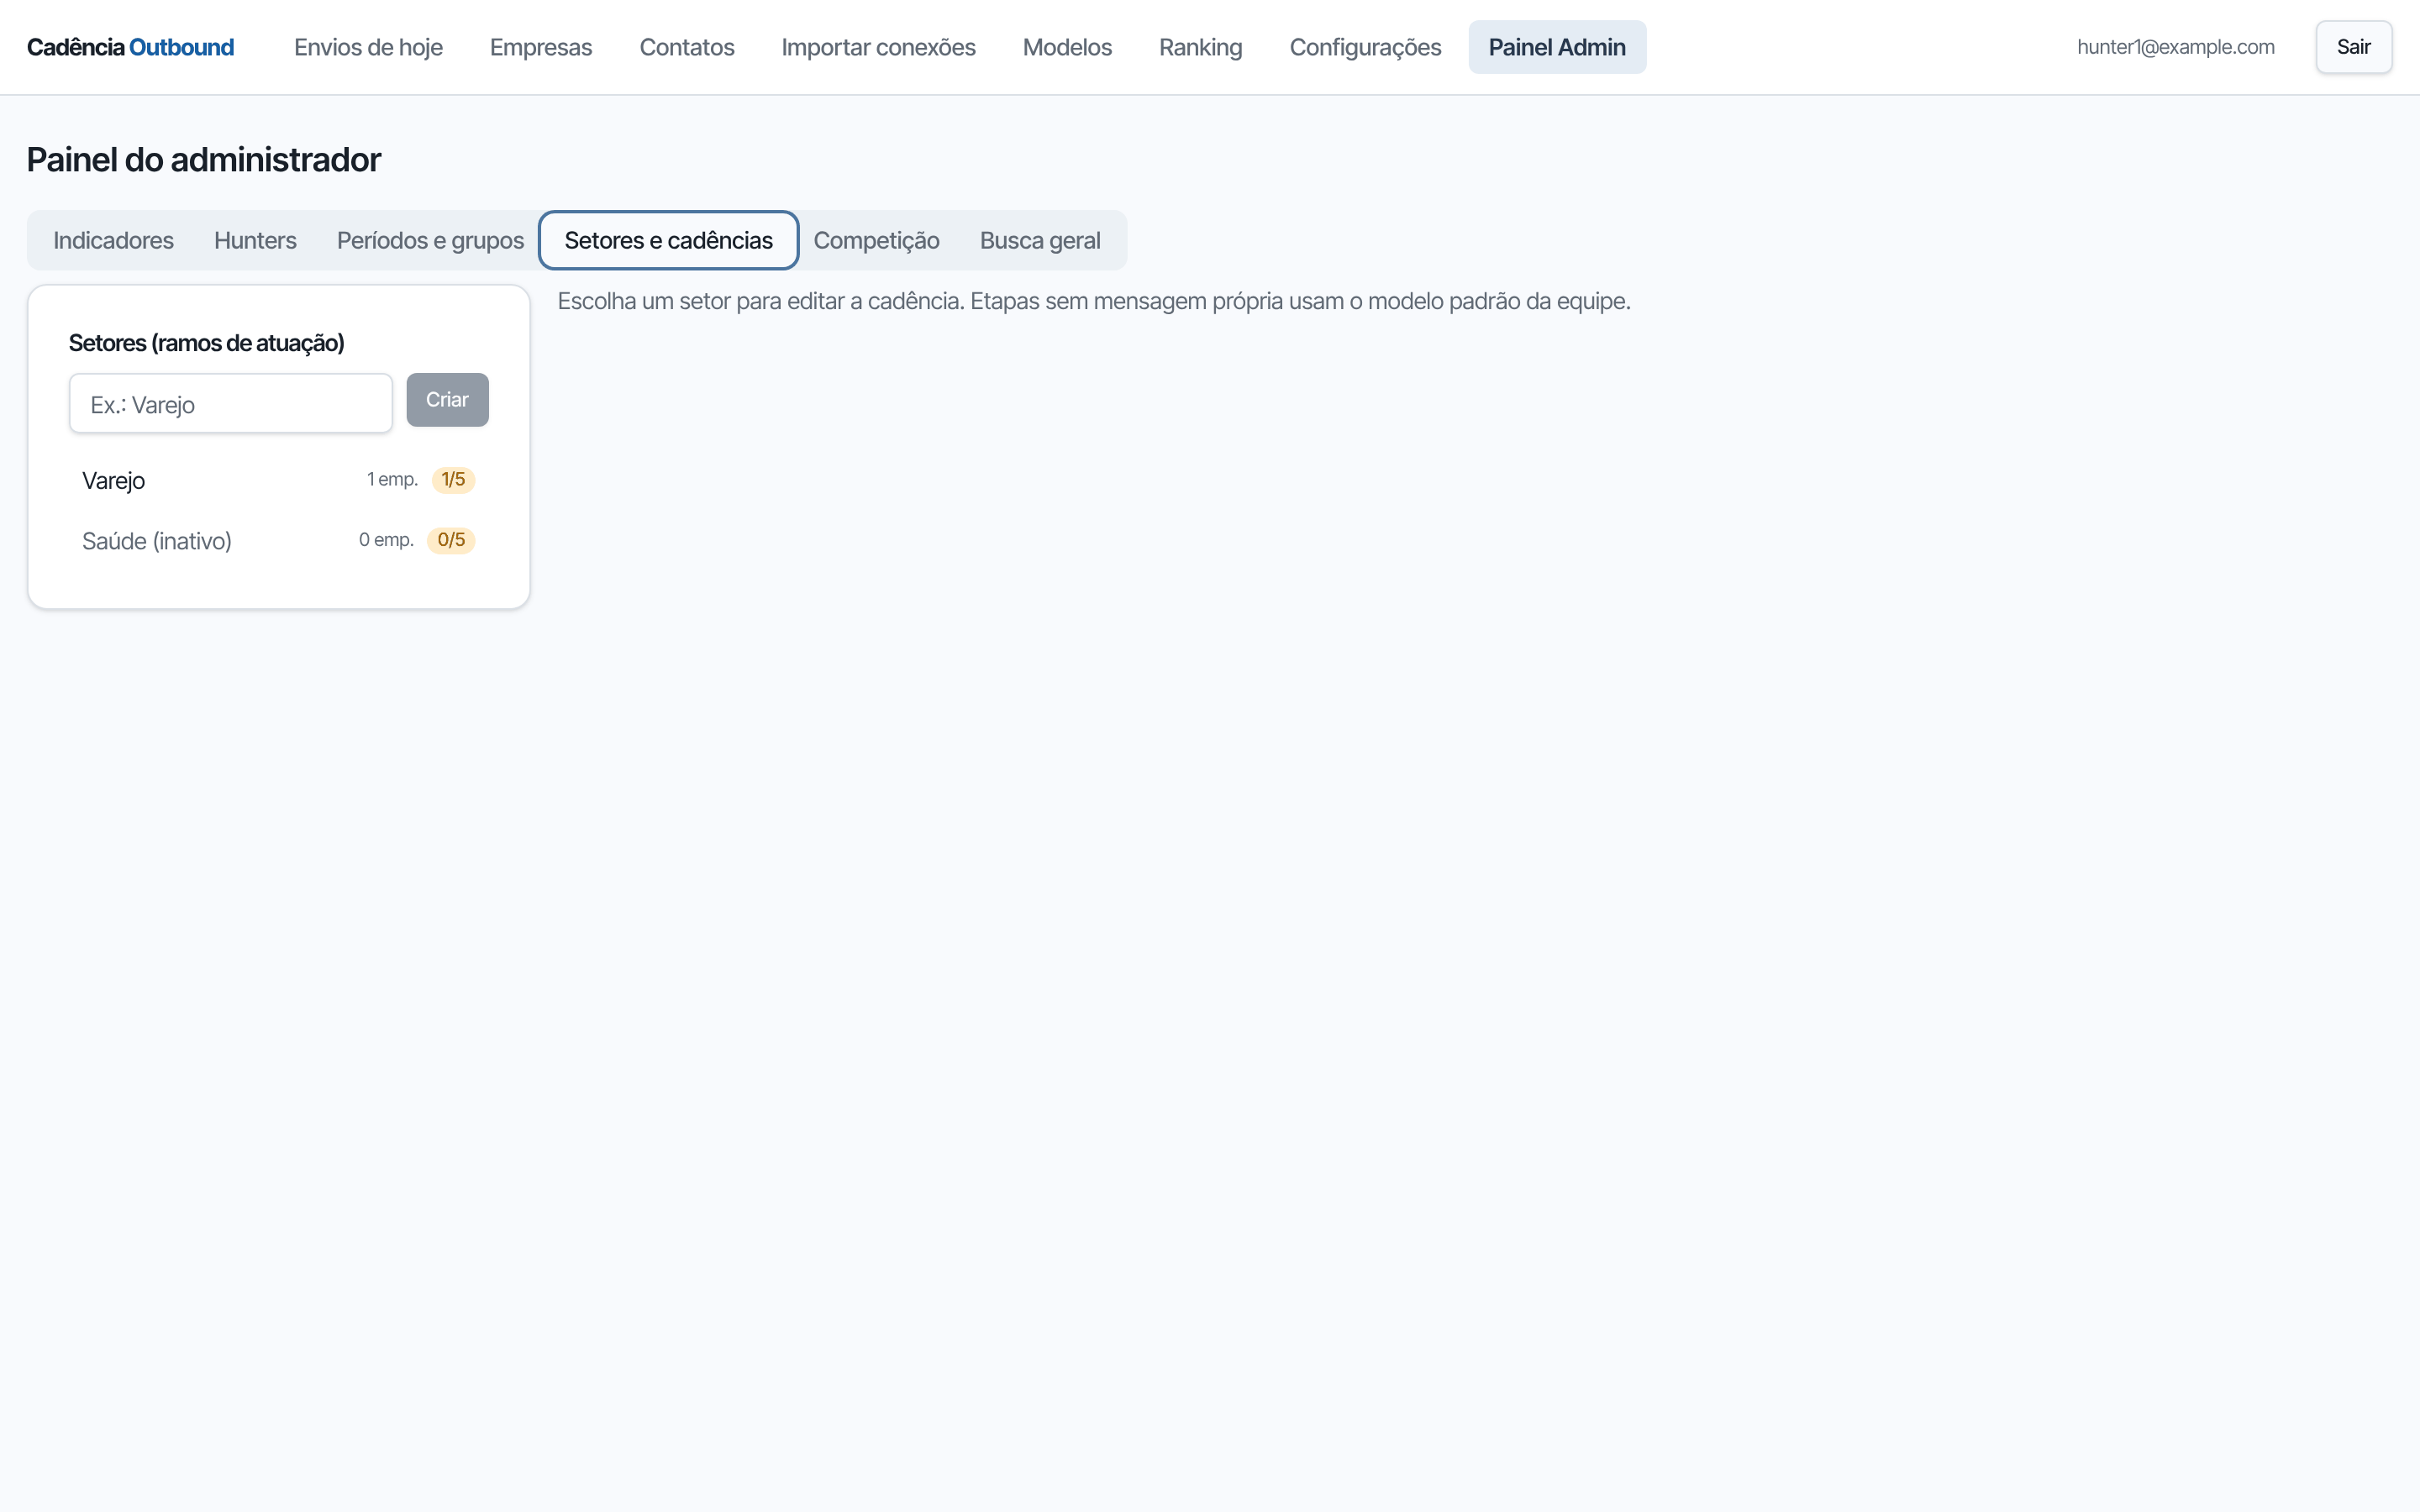 Cadência Outbound Envios de hoje Empresas Contatos Importar conexões Modelos Ranking Configurações Painel Admin hunter1@example.com Sair
Painel do administrador
Indicadores Hunters Períodos e grupos Setores e cadências Competição Busca geral
Escolha um setor para editar a cadência. Etapas sem mensagem própria usam o modelo padrão da equipe.
Setores (ramos de atuação)
Ex.: Varejo Criar
Varejo 1 emp. 1/5
Saúde (inativo) 0 emp. 0/5